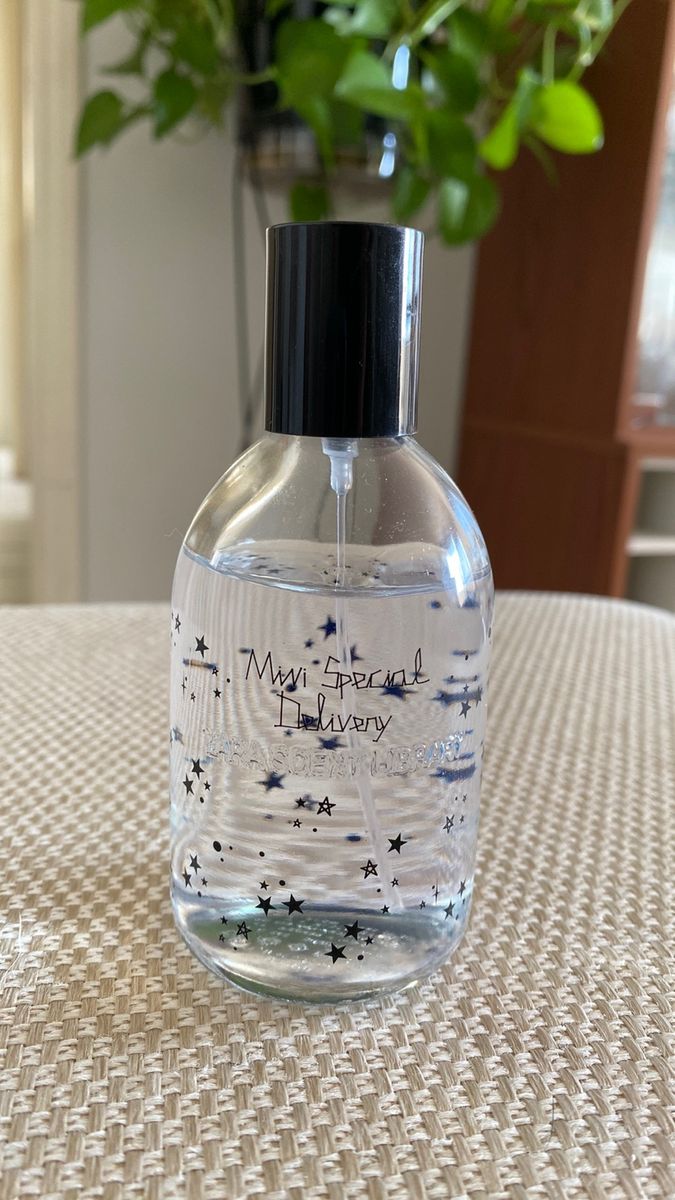 Mini Special
Delivery
ZARA SCENT LIBRARY